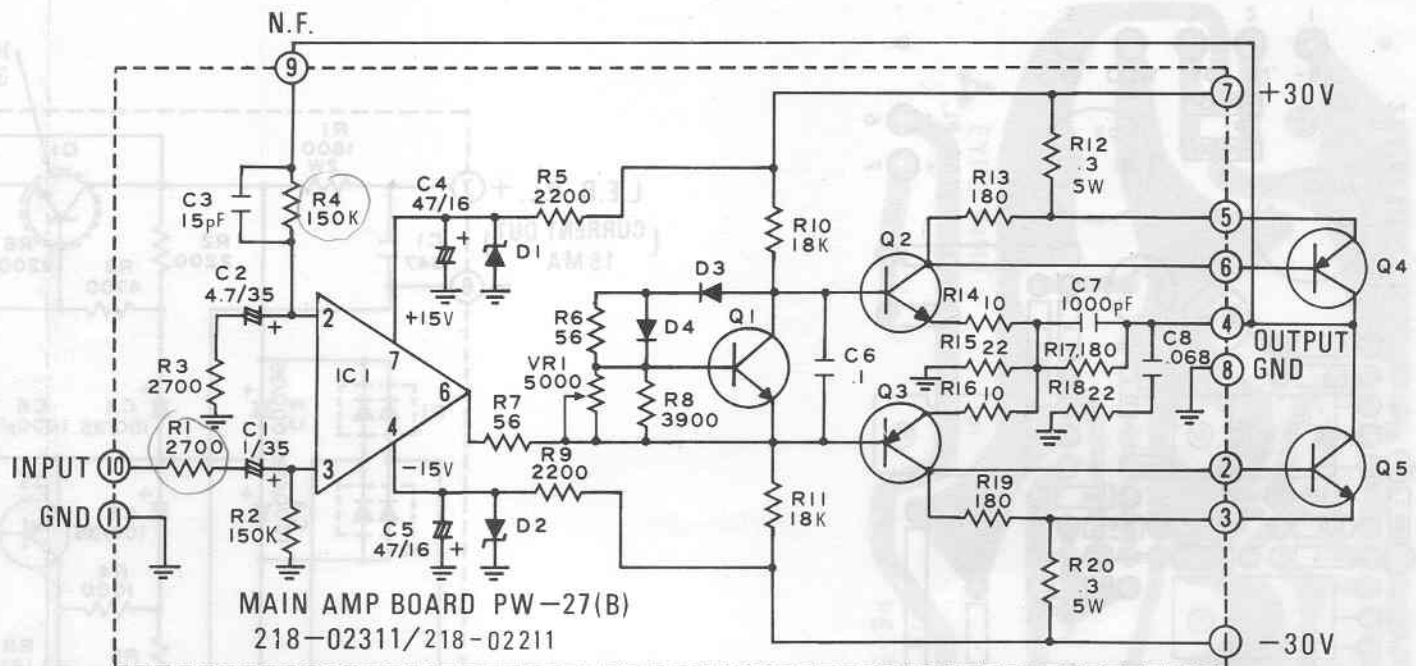 N.F.
9
7 +30V
C3
15pF
R4
150K
C4
47/16
R5
2200
D1
R12
.3
5W
R13
180
5
R10
18K
Q2
6
Q4
C2
4.7/35
2
+15V
7
D3
R6
56
D4
Q1
R14 10
C7
1000pF
4 OUTPUT
R3
2700
IC1
6
VR1
5000
R8
3900
C6
.1
R15
22
R17.180
C8
.068
8 GND
R1
2700
C1
1/35
4
R7
56
Q3
R16
10
R18
22
INPUT 10
3
-15V
R9
2200
2
Q5
GND 11
R2
150K
C5
47/16
D2
R11
18K
R19
180
3
R20
.3
5W
MAIN AMP BOARD PW-27(B)
218-02311/218-02211
1 -30V